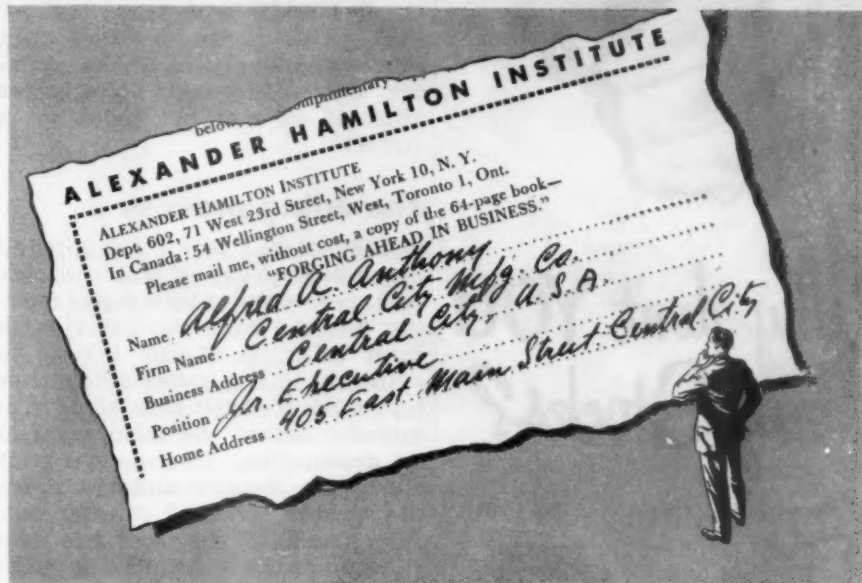 below
ALEXANDER HAMILTON INSTITUTE
ALEXANDER HAMILTON INSTITUTE
Dept. 602, 71 West 23rd Street, New York 10, N. Y.
In Canada: 54 Wellington Street, West, Toronto 1, Ont.
Please mail me, without cost, a copy of the 64-page book—
"FORGING AHEAD IN BUSINESS."
Name Alfred A. Anthony
Firm Name Central City Mfg. Co.
Business Address Central City, U.S.A
Position Jr. Executive
Home Address 405 East Main Street Central City